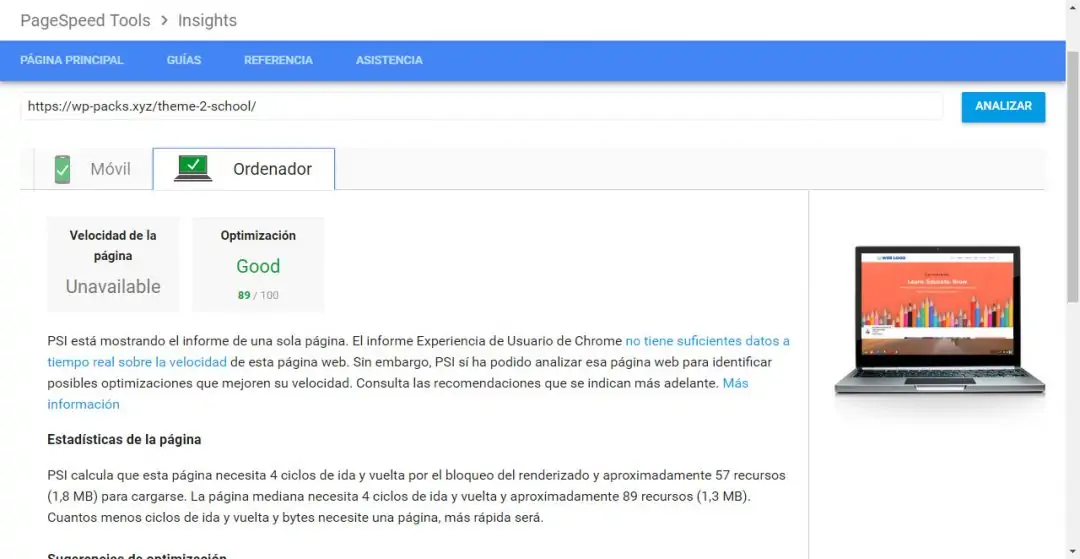 PageSpeed Tools > Insights
PÁGINA PRINCIPAL GUÍAS REFERENCIA ASISTENCIA
https://wp-packs.xyz/theme-2-school/
ANALIZAR
Móvil
Ordenador
Velocidad de la
página
Unavailable
Optimización
Good
89 / 100
PSI está mostrando el informe de una sola página. El informe Experiencia de Usuario de Chrome no tiene suficientes datos a
tiempo real sobre la velocidad de esta página web. Sin embargo, PSI sí ha podido analizar esa página web para identificar
posibles optimizaciones que mejoren su velocidad. Consulta las recomendaciones que se indican más adelante. Más
información
Estadísticas de la página
PSI calcula que esta página necesita 4 ciclos de ida y vuelta por el bloqueo del renderizado y aproximadamente 57 recursos
(1,8 MB) para cargarse. La página mediana necesita 4 ciclos de ida y vuelta y aproximadamente 89 recursos (1,3 MB).
Cuantos menos ciclos de ida y vuelta y bytes necesite una página, más rápida será.
Sugerencias de optimización
Learn Educate Grow